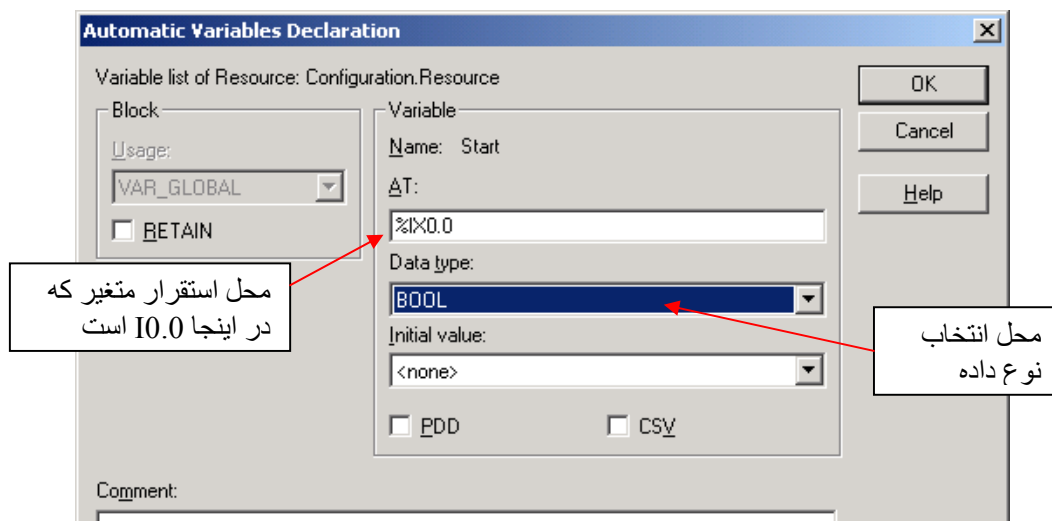 Automatic Variables Declaration
Variable list of Resource: Configuration.Resource
OK
Cancel
Help
Block
Usage:
VAR_GLOBAL
RETAIN
Variable
Name: Start
AT:
%IX0.0
Data type:
BOOL
Initial value:
<none>
PDD
CSV
محل استقرار متغیر که
در اینجا I0.0 است
محل انتخاب
نوع داده
Comment: